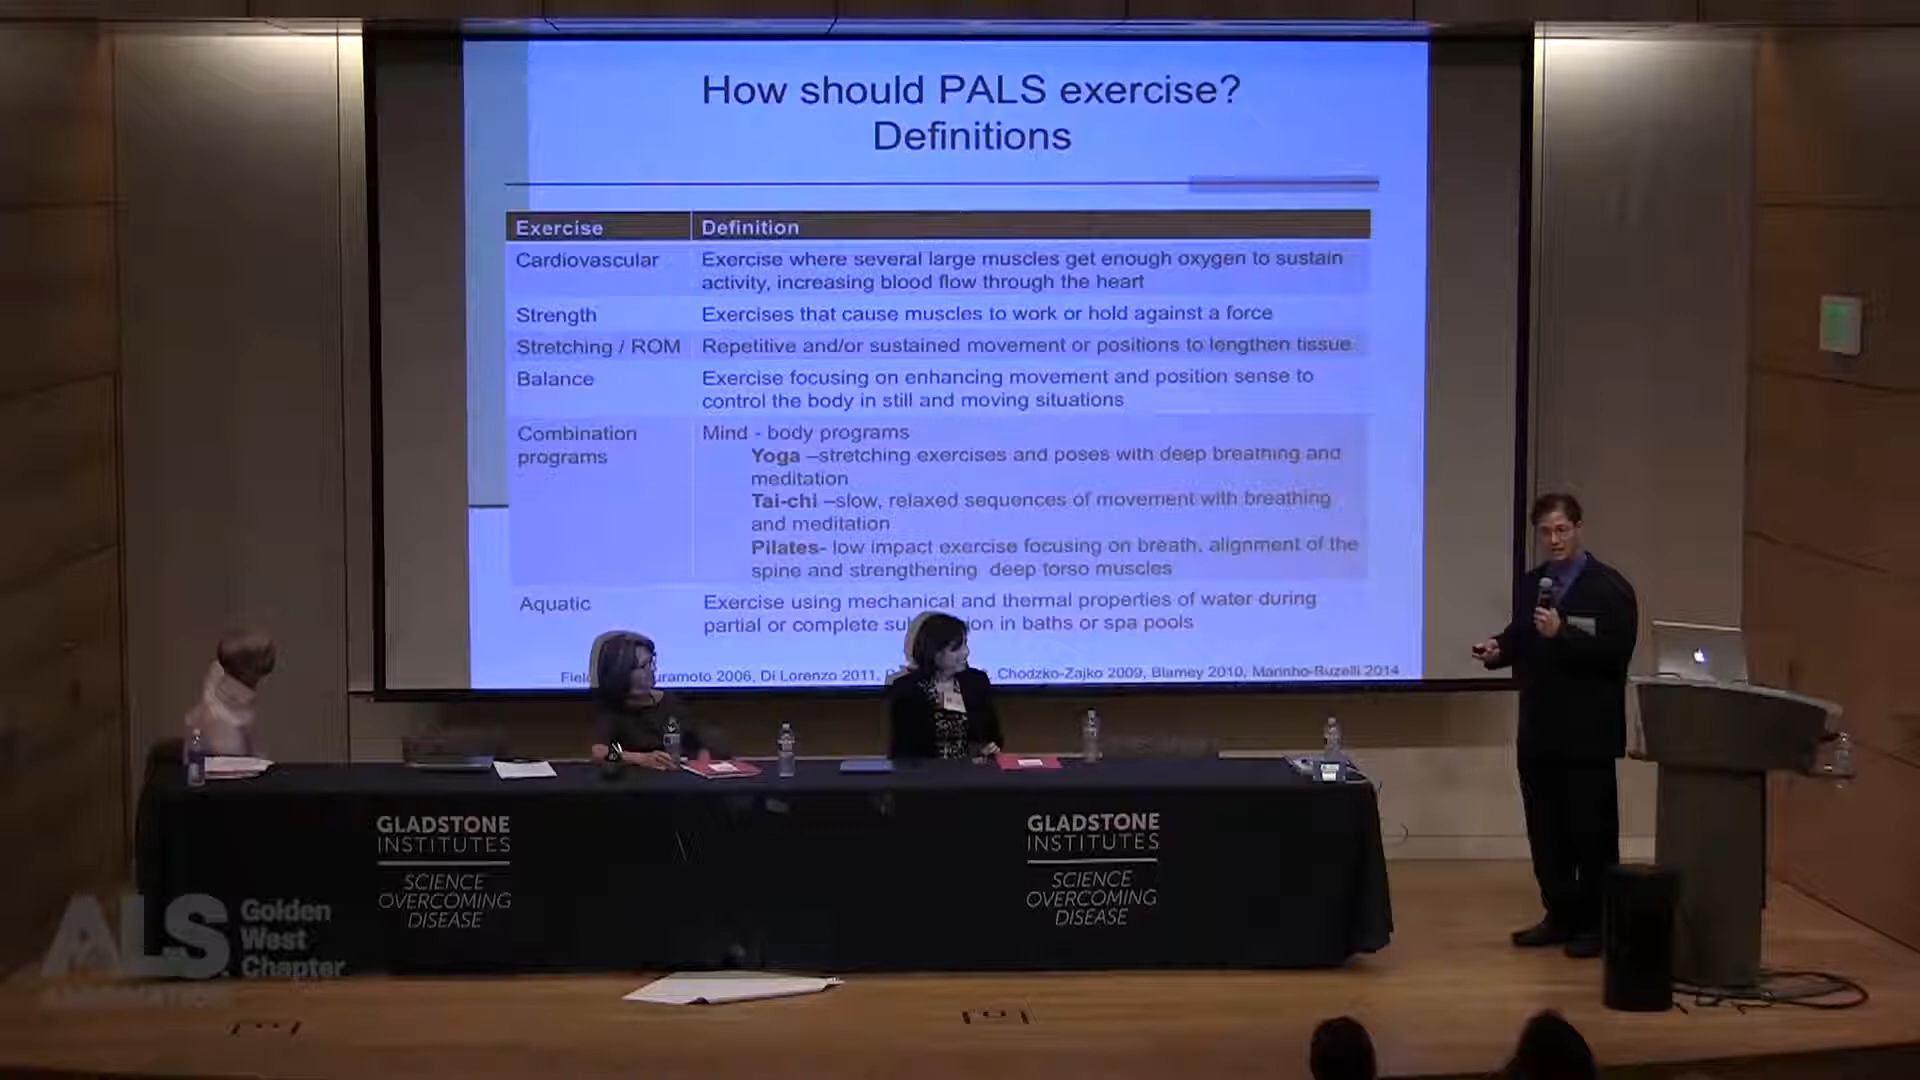 How should PALS exercise?
Definitions
Exercise Definition
Cardiovascular Exercise where several large muscles get enough oxygen to sustain
activity, increasing blood flow through the heart
Strength Exercises that cause muscles to work or hold against a force
Stretching / ROM Repetitive and/or sustained movement or positions to lengthen tissue
Balance Exercise focusing on enhancing movement and position sense to
control the body in still and moving situations
Combination
programs
Mind - body programs
Yoga –stretching exercises and poses with deep breathing and
meditation
Tai-chi –slow, relaxed sequences of movement with breathing
and meditation
Pilates- low impact exercise focusing on breath, alignment of the
spine and strengthening deep torso muscles
Aquatic Exercise using mechanical and thermal properties of water during
partial or complete in baths or spa pools
2006, Di Lorenzo 2011, Chodzko-Zajko 2009, Blamey 2010, Marinho-Buzelli 2014
GLADSTONE
INSTITUTES
SCIENCE
OVERCOMING
DISEASE
GLADSTONE
INSTITUTES
SCIENCE
OVERCOMING
DISEASE
ALS
Golden
West
Chapter